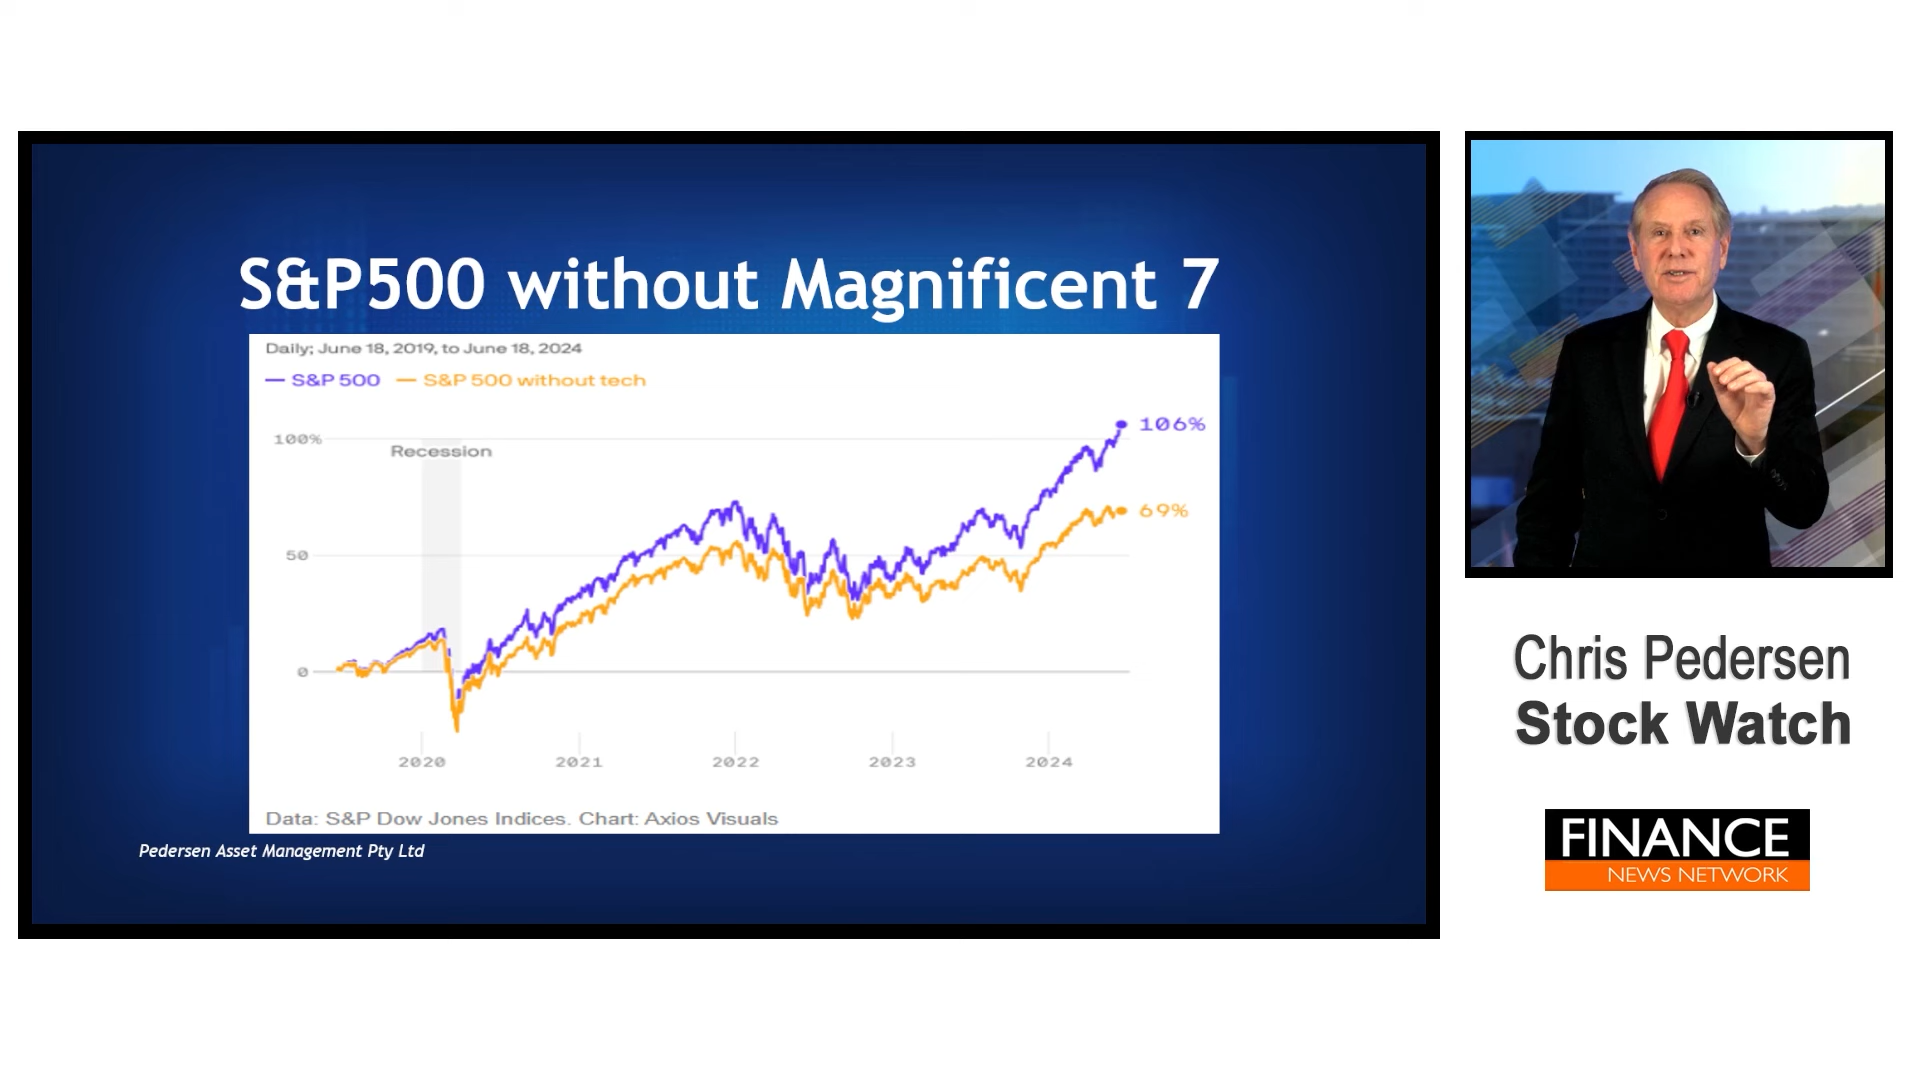 S&P500 without Magnificent 7
Daily; June 18, 2019, to June 18, 2024
S&P 500 S&P 500 without tech
106%
100%
Recession
69%
50
0
2020 2021 2022 2023 2024
Data: S&P Dow Jones Indices. Chart: Axios Visuals
Pedersen Asset Management Pty Ltd
Chris Pedersen
Stock Watch
FINANCE
NEWS NETWORK